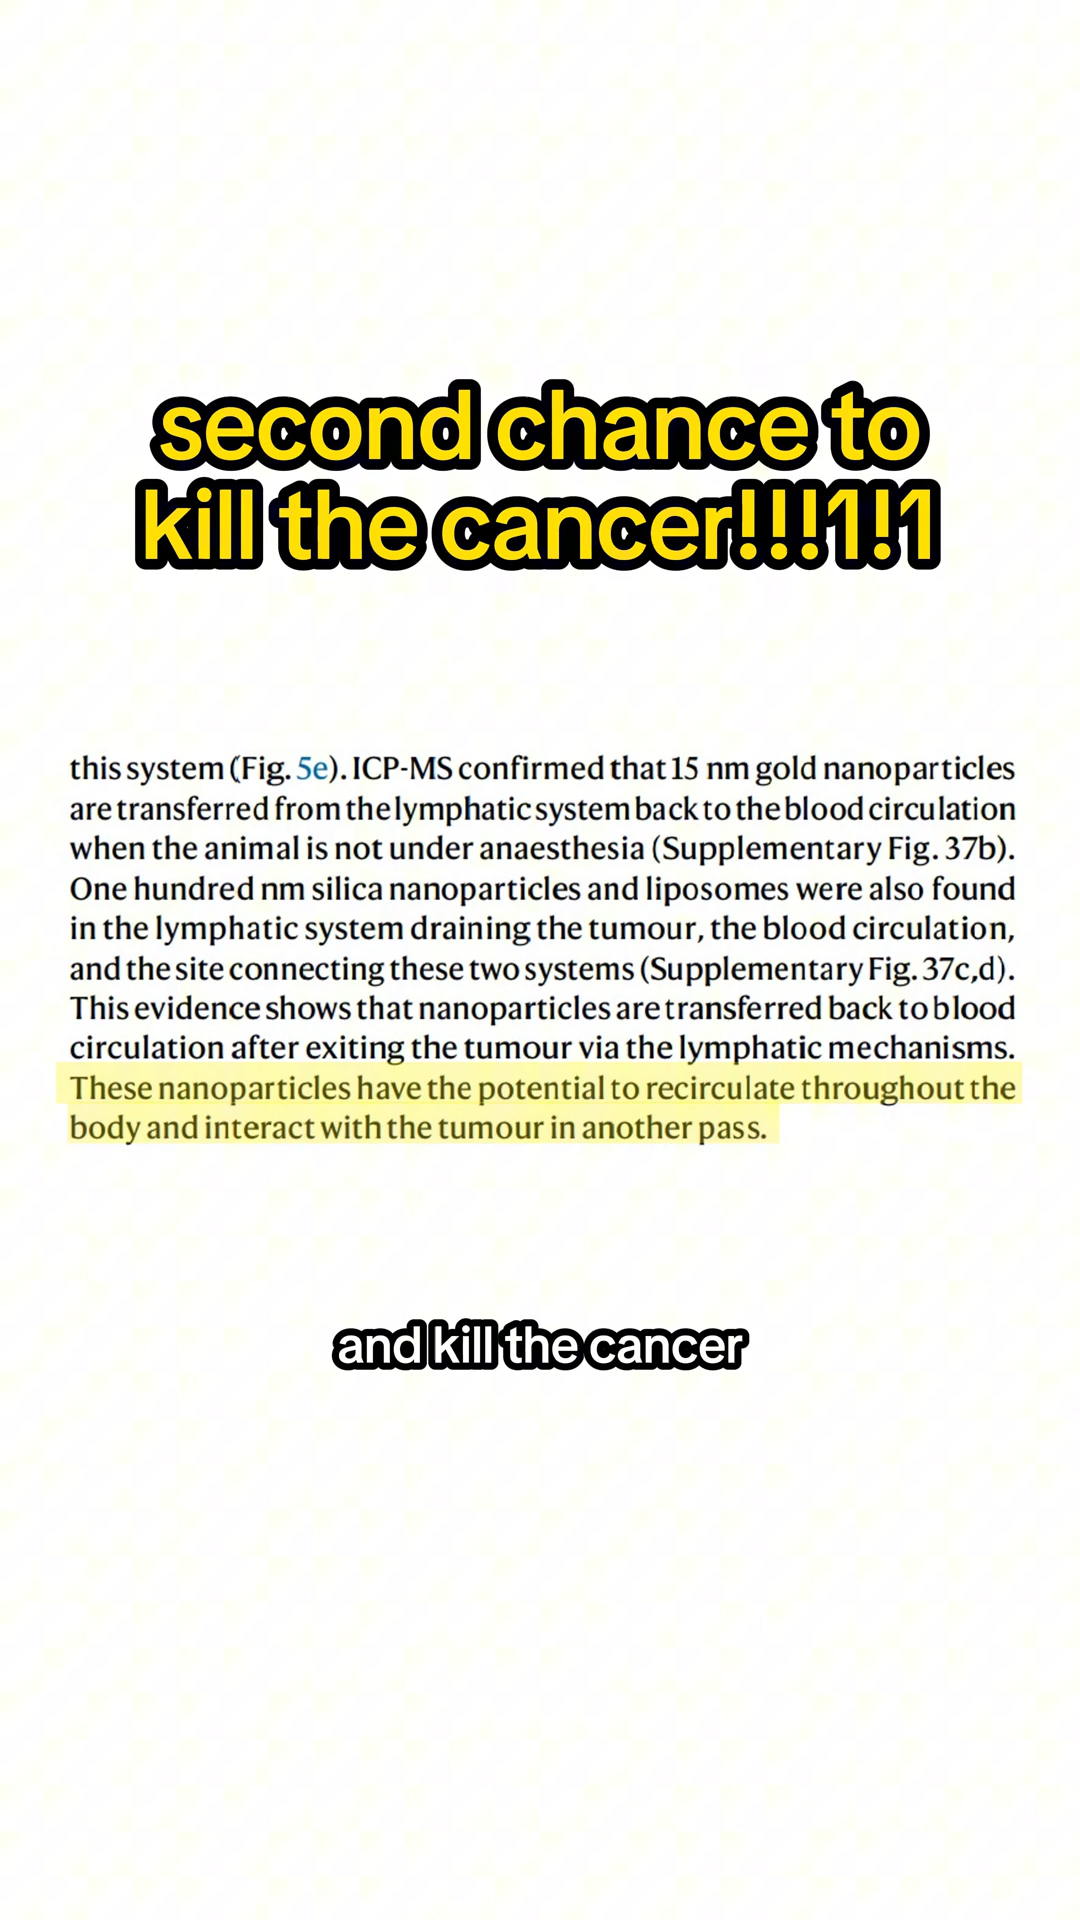 second chance to
kill the cancer!!!1!1
this system (Fig. 5e). ICP-MS confirmed that 15 nm gold nanoparticles
are transferred from the lymphatic system back to the blood circulation
when the animal is not under anaesthesia (Supplementary Fig. 37b).
One hundred nm silica nanoparticles and liposomes were also found
in the lymphatic system draining the tumour, the blood circulation,
and the site connecting these two systems (Supplementary Fig. 37c,d).
This evidence shows that nanoparticles are transferred back to blood
circulation after exiting the tumour via the lymphatic mechanisms.
These nanoparticles have the potential to recirculate throughout the
body and interact with the tumour in another pass.
and kill the cancer